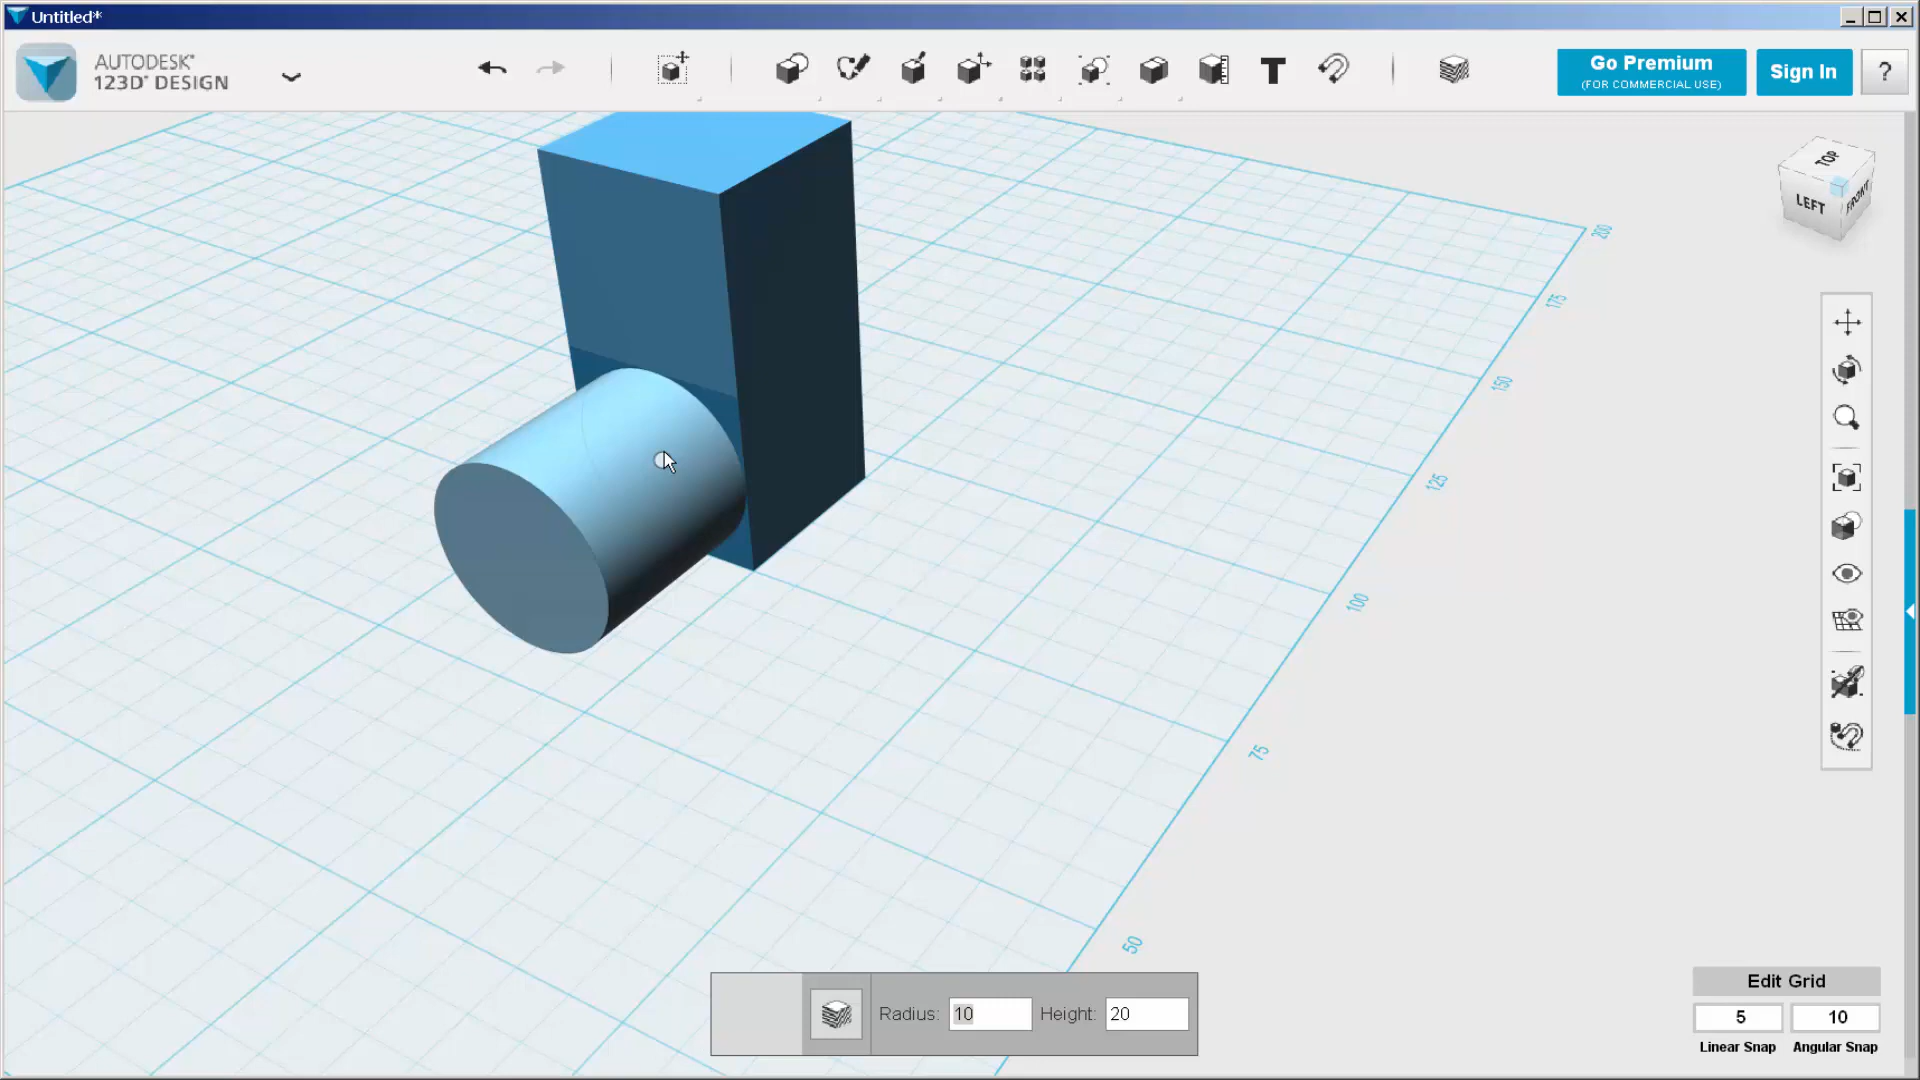 Untitled*
AUTODESK®
123D® DESIGN
T
Go Premium
(FOR COMMERCIAL USE)
Sign In
?
TOP
LEFT
FRONT
200
175
150
125
100
75
50
Radius: 10 Height: 20
Edit Grid
5 10
Linear Snap Angular Snap